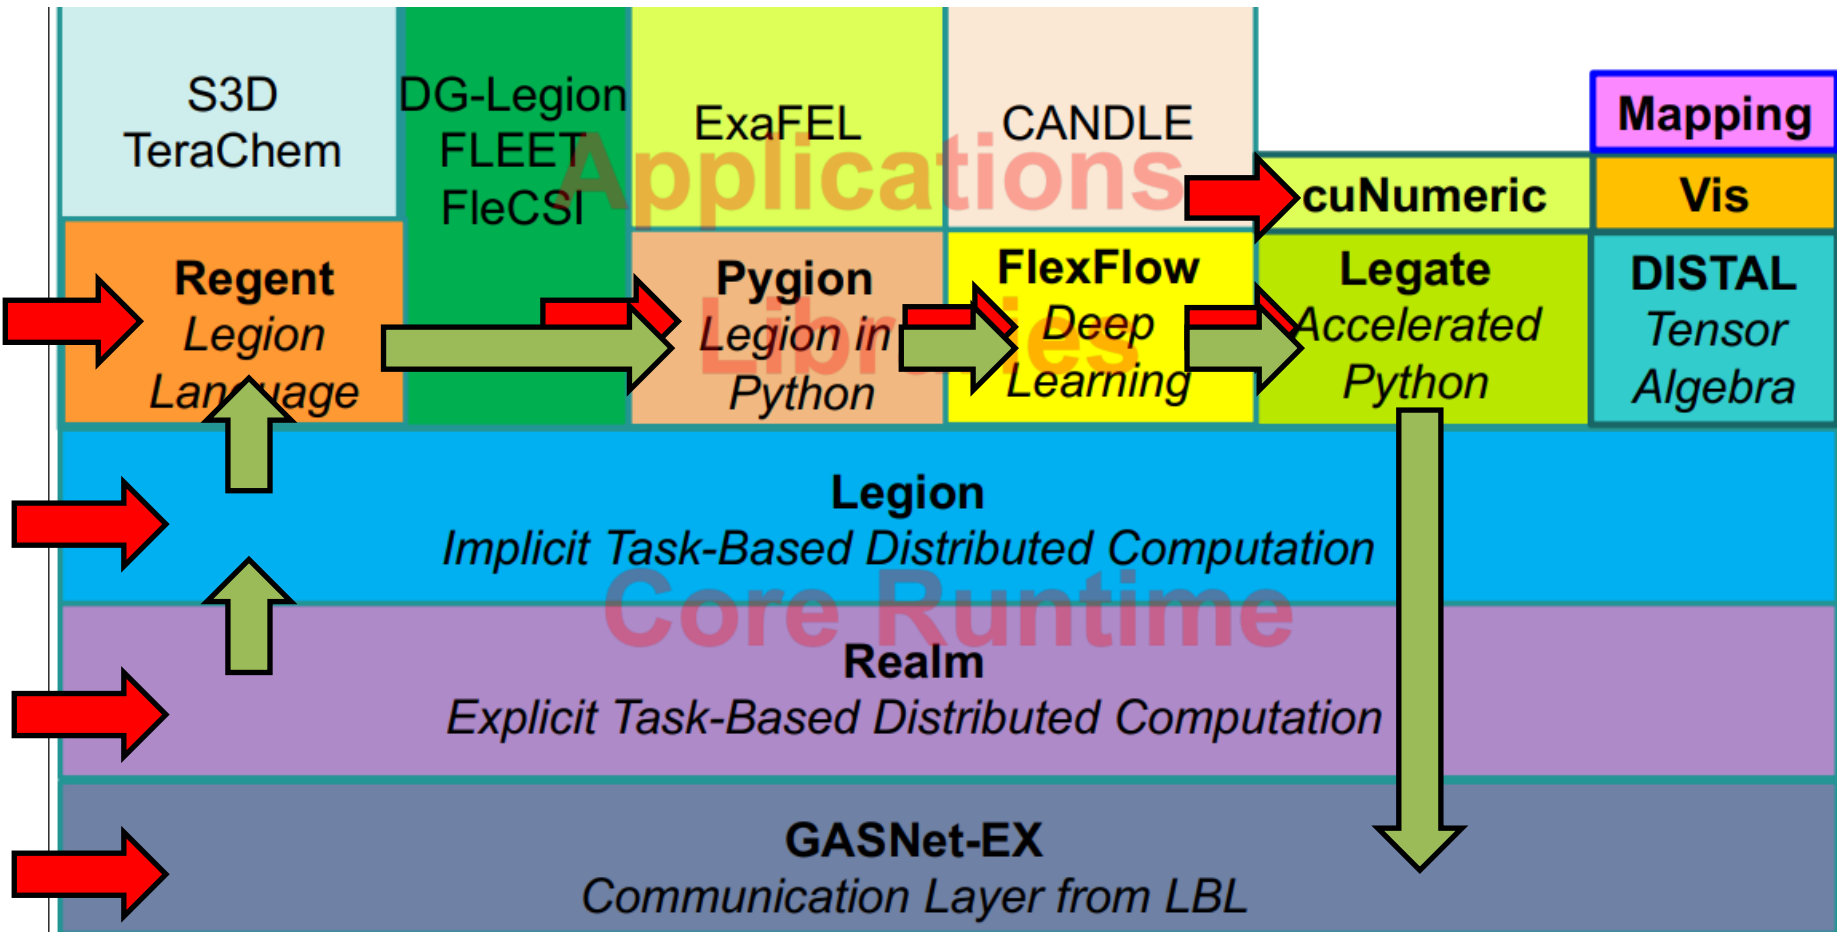 S3D
TeraChem
DG-Legion
FLEET
FleCSI
ExaFEL
CANDLE
Applications
Mapping
cuNumeric
Vis
Regent
Legion
Language
Pygion
Legion in
Python
FlexFlow
Deep
Learning
Legate
Accelerated
Python
DISTAL
Tensor
Algebra
Libraries
Legion
Implicit Task-Based Distributed Computation
Core Runtime
Realm
Explicit Task-Based Distributed Computation
GASNet-EX
Communication Layer from LBL